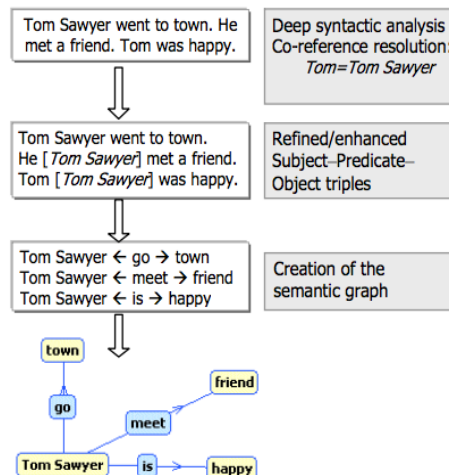 Tom Sawyer went to town. He
met a friend. Tom was happy.
Deep syntactic analysis
Co-reference resolution:
Tom=Tom Sawyer
Tom Sawyer went to town.
He [Tom Sawyer] met a friend.
Tom [Tom Sawyer] was happy.
Refined/enhanced
Subject–Predicate–
Object triples
Tom Sawyer ← go → town
Tom Sawyer ← meet → friend
Tom Sawyer ← is → happy
Creation of the
semantic graph
town
friend
go
meet
Tom Sawyer
is
happy